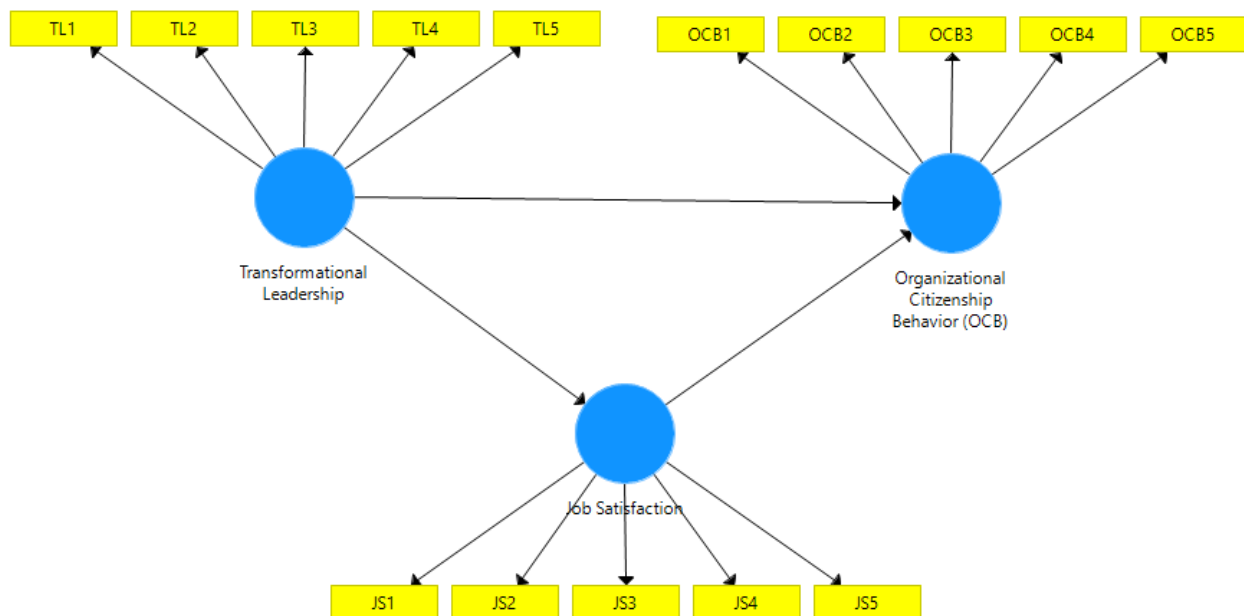 TL1
TL2
TL3
TL4
TL5
OCB1
OCB2
OCB3
OCB4
OCB5
Transformational
Leadership
Organizational
Citizenship
Behavior (OCB)
Job Satisfaction
JS1
JS2
JS3
JS4
JS5